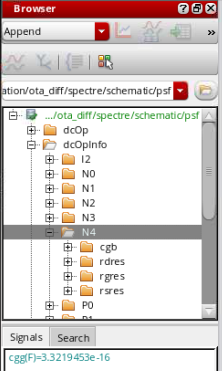 Browser
Append
»
ation/ota_diff/spectre/schematic/psf
.../ota_diff/spectre/schematic/psf
dcOp
dcOpInfo
I2
N0
N1
N2
N3
N4
cgb
rdres
rgres
rsres
P0
P1
Signals Search
cgg(F)=3.3219453e-16